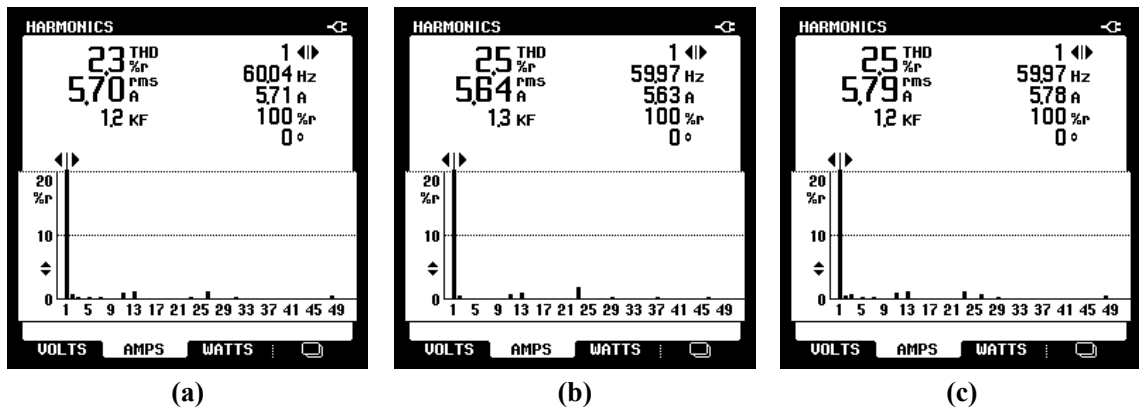 HARMONICS
2.3 THD %r
5.70 rms A
1.2 KF
1
60.04 Hz
5.71 A
100 %r
0 °
20
%r
10
0
1 5 9 13 17 21 25 29 33 37 41 45 49
VOLTS AMPS WATTS
(a)
HARMONICS
2.5 THD %r
5.64 rms A
1.3 KF
1
59.97 Hz
5.63 A
100 %r
0 °
20
%r
10
0
1 5 9 13 17 21 25 29 33 37 41 45 49
VOLTS AMPS WATTS
(b)
HARMONICS
2.5 THD %r
5.79 rms A
1.2 KF
1
59.97 Hz
5.78 A
100 %r
0 °
20
%r
10
0
1 5 9 13 17 21 25 29 33 37 41 45 49
VOLTS AMPS WATTS
(c)